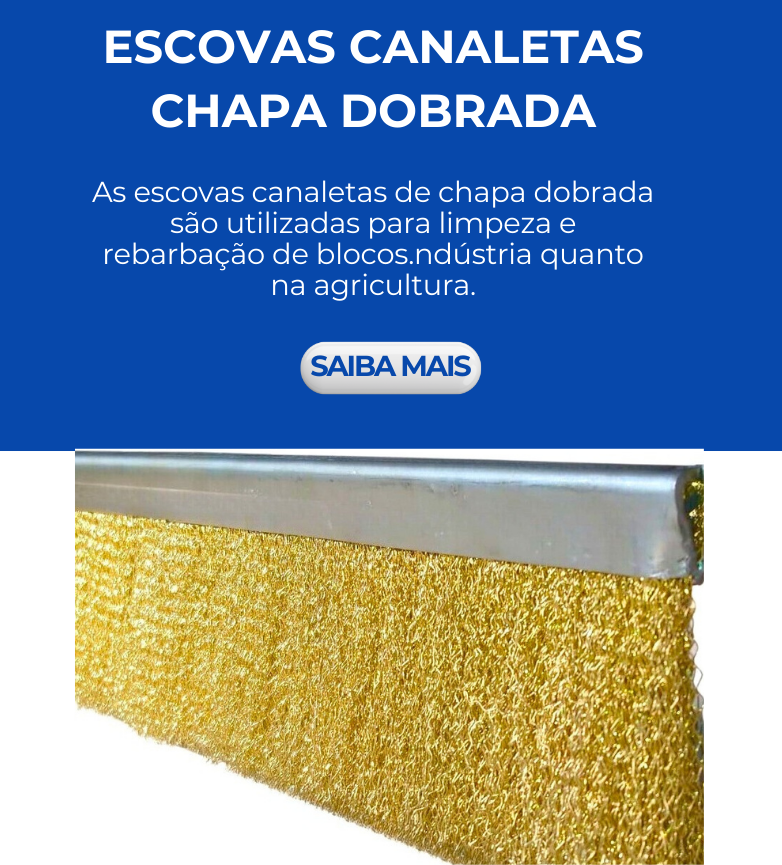 ESCOVAS CANALETAS
CHAPA DOBRADA
As escovas canaletas de chapa dobrada
são utilizadas para limpeza e
rebarbação de blocos.ndústria quanto
na agricultura.
SAIBA MAIS